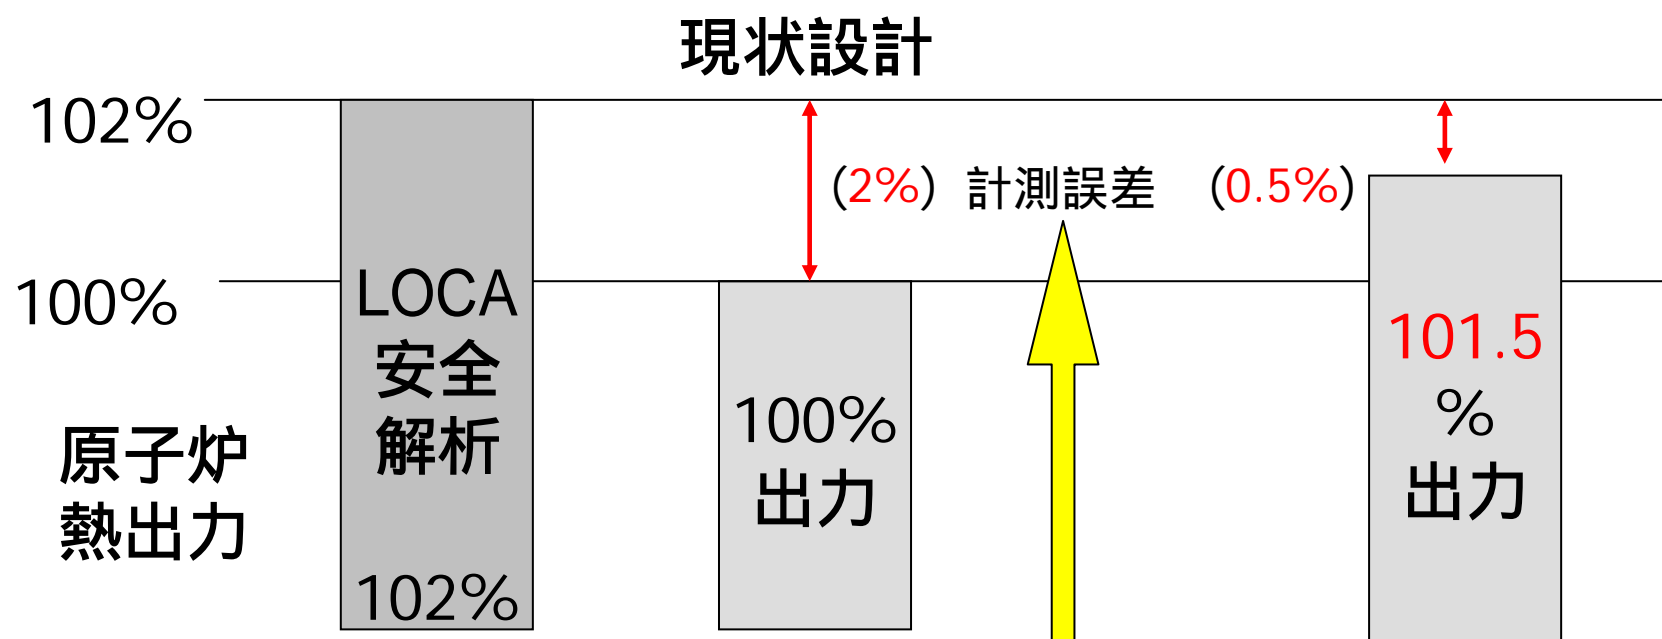 現状設計
102%
(2%) 計測誤差 (0.5%)
100%
LOCA
安全
解析
102%
100%
出力
101.5
%
出力
原子炉
熱出力